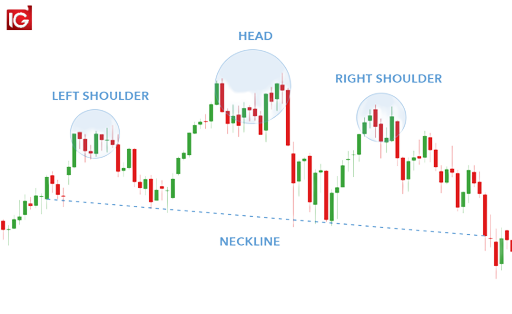 IG
HEAD
RIGHT SHOULDER
LEFT SHOULDER
NECKLINE